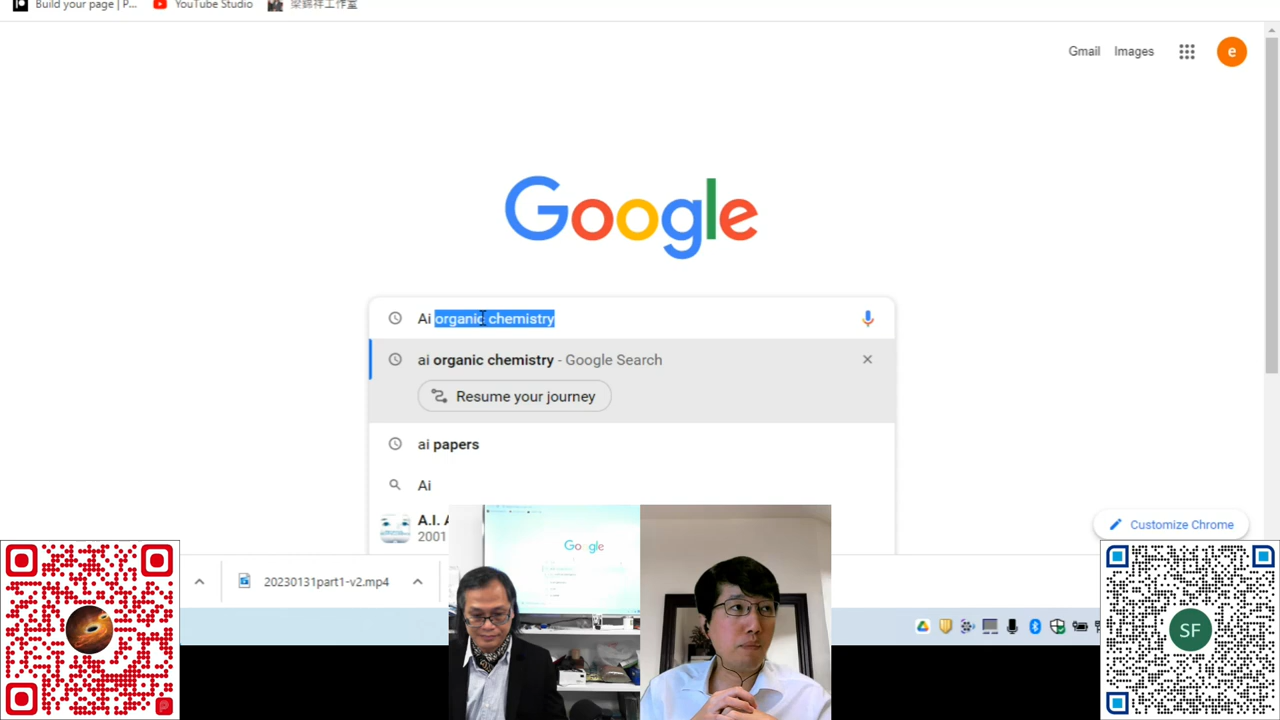 Build your page | P...
YouTube Studio
梁錦祥工作室
Gmail
Images
e
Google
Ai organic chemistry
ai organic chemistry - Google Search
Resume your journey
ai papers
Ai
A.I. A
2001
Customize Chrome
20230131part1-v2.mp4
Google
SF